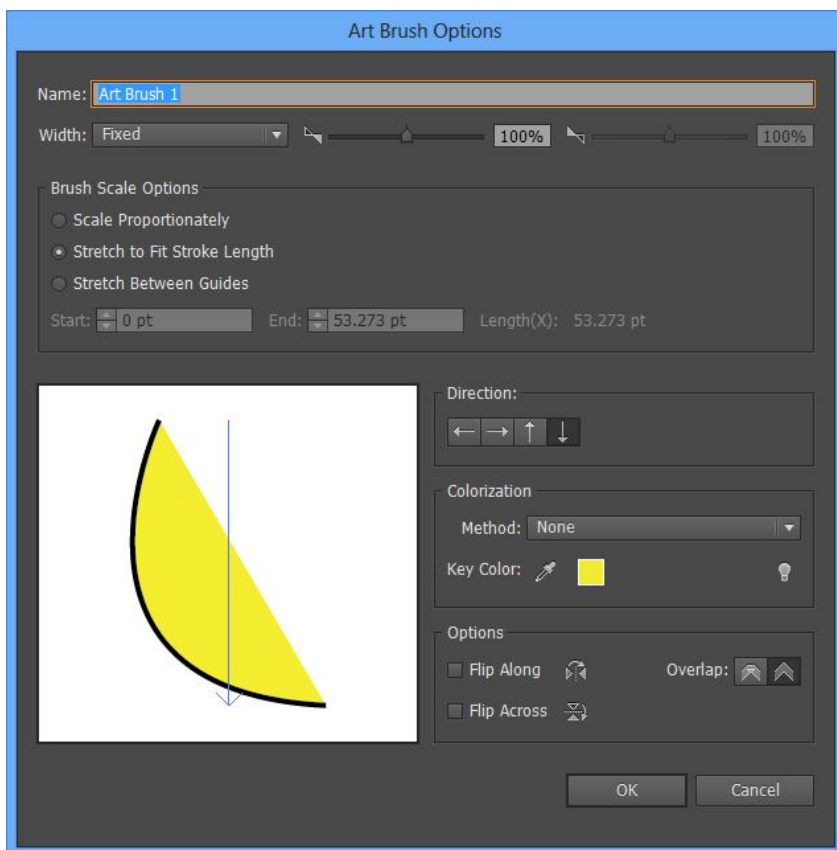 Art Brush Options
Name: Art Brush 1
Width: Fixed 100% 100%
Brush Scale Options
Scale Proportionately
Stretch to Fit Stroke Length
Stretch Between Guides
Start: 0 pt End: 53.273 pt Length(X): 53.273 pt
Direction:
Colorization
Method: None
Key Color:
Options
Flip Along Overlap:
Flip Across
OK Cancel